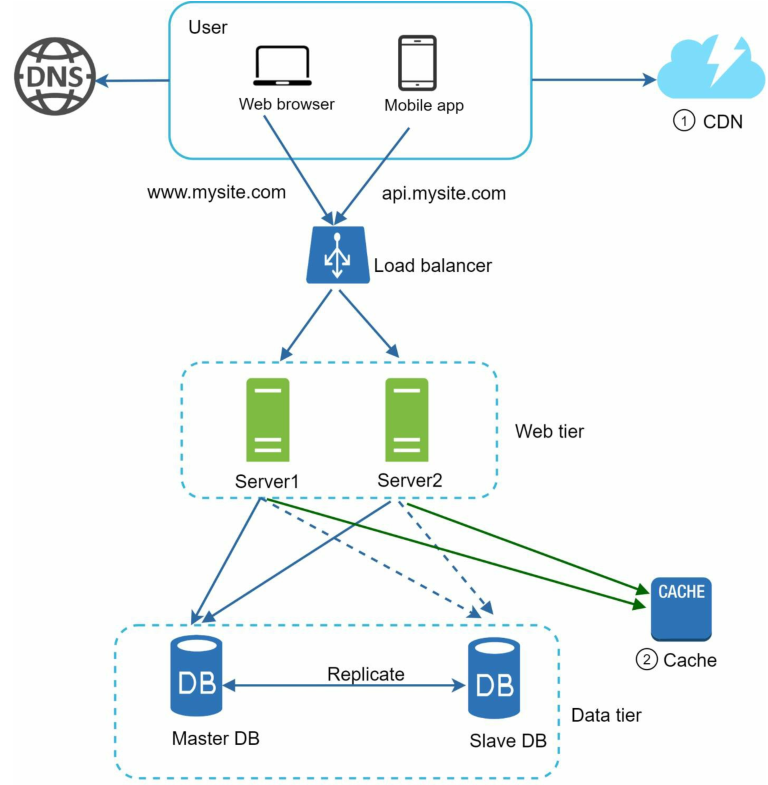 User
DNS
Web browser
Mobile app
1 CDN
www.mysite.com
api.mysite.com
Load balancer
Web tier
Server1
Server2
CACHE
2 Cache
Replicate
DB
DB
Master DB
Slave DB
Data tier